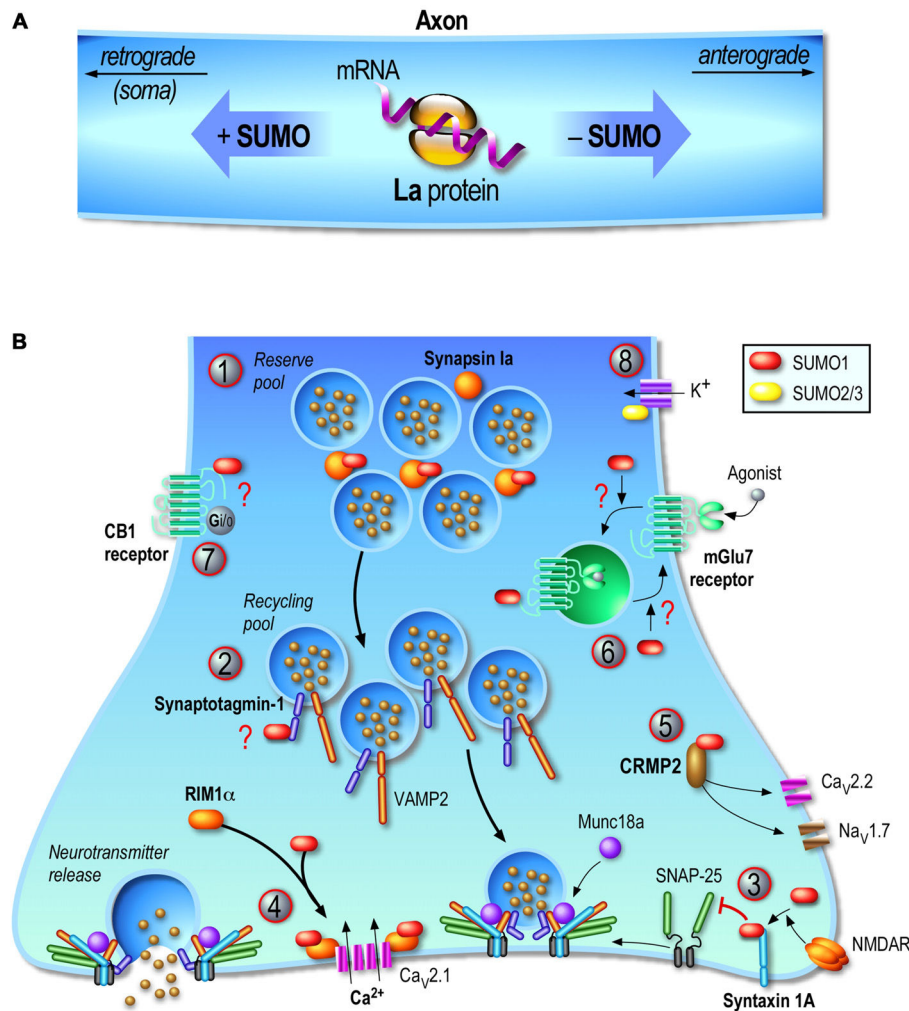 A
Axon
retrograde
(soma)
anterograde
mRNA
+ SUMO
– SUMO
La protein
B
1
Reserve
pool
Synapsin Ia
8
K+
SUMO1
SUMO2/3
?
CB1
receptor
Gi/0
7
?
Agonist
mGlu7
receptor
?
6
Recycling
pool
2
Synaptotagmin-1
?
VAMP2
5
CRMP2
CaV2.2
NaV1.7
RIM1α
Munc18a
Neurotransmitter
release
4
SNAP-25
3
NMDAR
CaV2.1
Ca2+
Syntaxin 1A